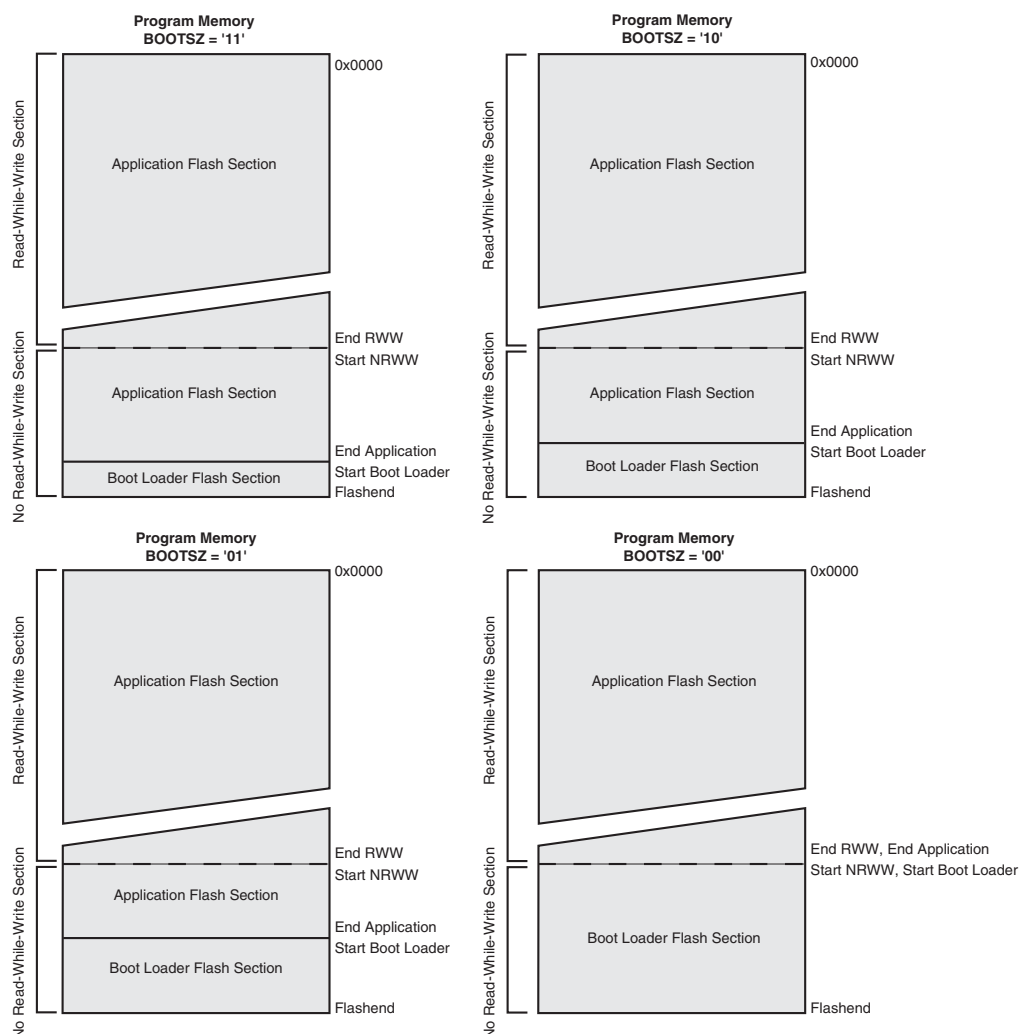 Program Memory
BOOTSZ = '11'
0x0000
Read-While-Write Section
Application Flash Section
End RWW
Start NRWW
No Read-While-Write Section
Application Flash Section
End Application
Start Boot Loader
Boot Loader Flash Section
Flashend
Program Memory
BOOTSZ = '10'
0x0000
Read-While-Write Section
Application Flash Section
End RWW
Start NRWW
No Read-While-Write Section
Application Flash Section
End Application
Start Boot Loader
Boot Loader Flash Section
Flashend
Program Memory
BOOTSZ = '01'
0x0000
Read-While-Write Section
Application Flash Section
End RWW
Start NRWW
No Read-While-Write Section
Application Flash Section
End Application
Start Boot Loader
Boot Loader Flash Section
Flashend
Program Memory
BOOTSZ = '00'
0x0000
Read-While-Write Section
Application Flash Section
End RWW, End Application
Start NRWW, Start Boot Loader
No Read-While-Write Section
Boot Loader Flash Section
Flashend